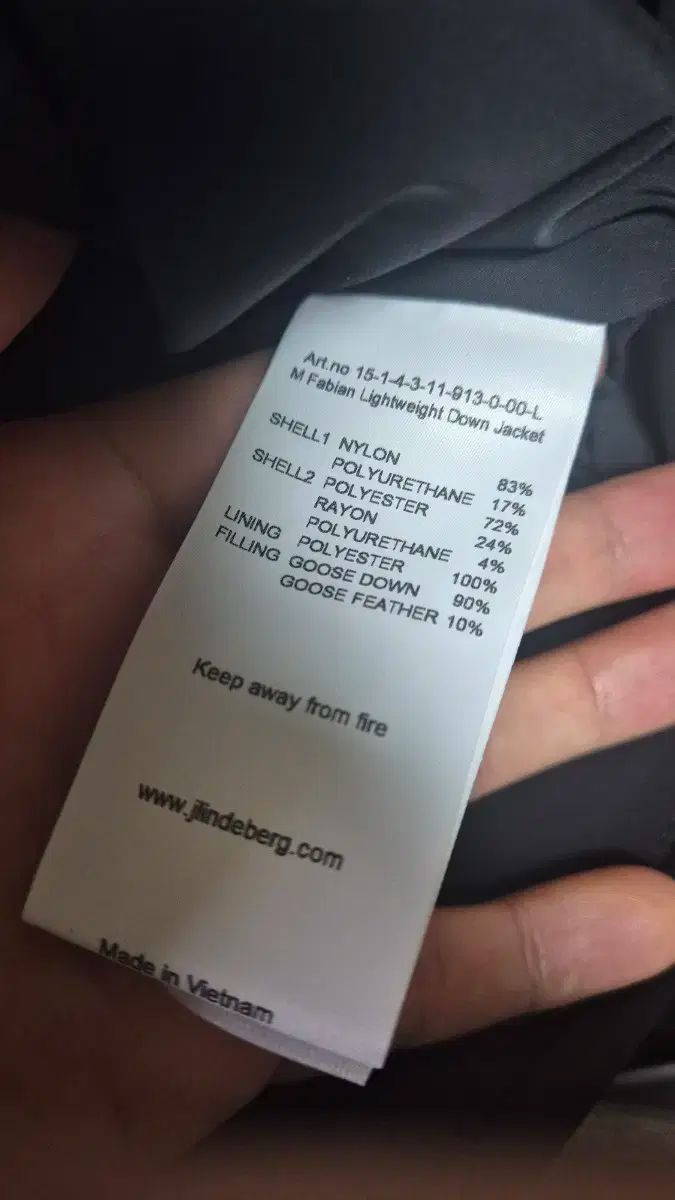 Art.no 15-1-4-3-11-913-0-00-L
M Fabian Lightweight Down Jacket
SHELL1 NYLON 83%
POLYURETHANE 17%
SHELL2 POLYESTER 72%
RAYON 24%
POLYURETHANE 4%
LINING POLYESTER 100%
FILLING GOOSE DOWN 90%
GOOSE FEATHER 10%
Keep away from fire
www.jlindeberg.com
Made in Vietnam